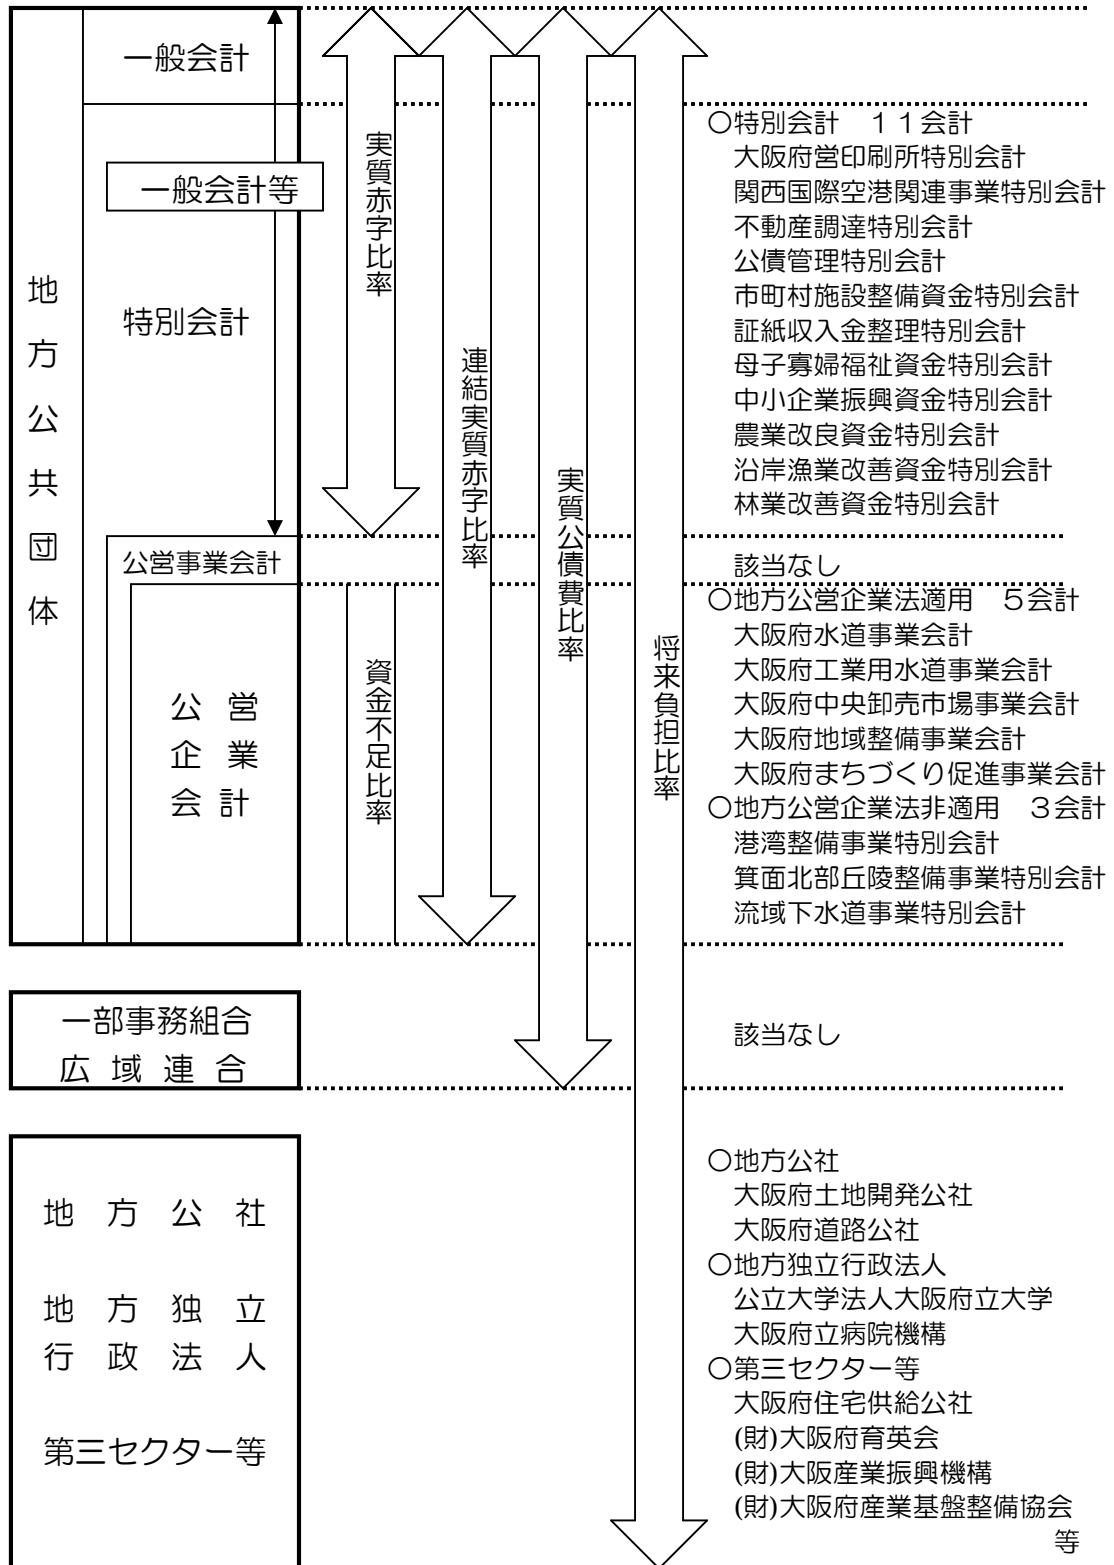 地方公共団体
一般会計
一般会計等
特別会計
公営事業会計
公　営
企　業
会 計
実質赤字比率
資金不足比率
連結実質赤字比率
実質公債費比率
将来負担比率
〇特別会計　１１会計
大阪府営印刷所特別会計
関西国際空港関連事業特別会計
不動産調達特別会計
公債管理特別会計
市町村施設整備資金特別会計
証紙収入金整理特別会計
母子寡婦福祉資金特別会計
中小企業振興資金特別会計
農業改良資金特別会計
沿岸漁業改善資金特別会計
林業改善資金特別会計
該当なし
〇地方公営企業法適用　５会計
大阪府水道事業会計
大阪府工業用水道事業会計
大阪府中央卸売市場事業会計
大阪府地域整備事業会計
大阪府まちづくり促進事業会計
〇地方公営企業法非適用　３会計
港湾整備事業特別会計
箕面北部丘陵整備事業特別会計
流域下水道事業特別会計
一部事務組合
広 域 連 合
該当なし
地　方　公　社
地　方　独　立
行　政　法　人
第三セクター等
〇地方公社
大阪府土地開発公社
大阪府道路公社
〇地方独立行政法人
公立大学法人大阪府立大学
大阪府立病院機構
〇第三セクター等
大阪府住宅供給公社
(財)大阪府育英会
(財)大阪産業振興機構
(財)大阪府産業基盤整備協会
等